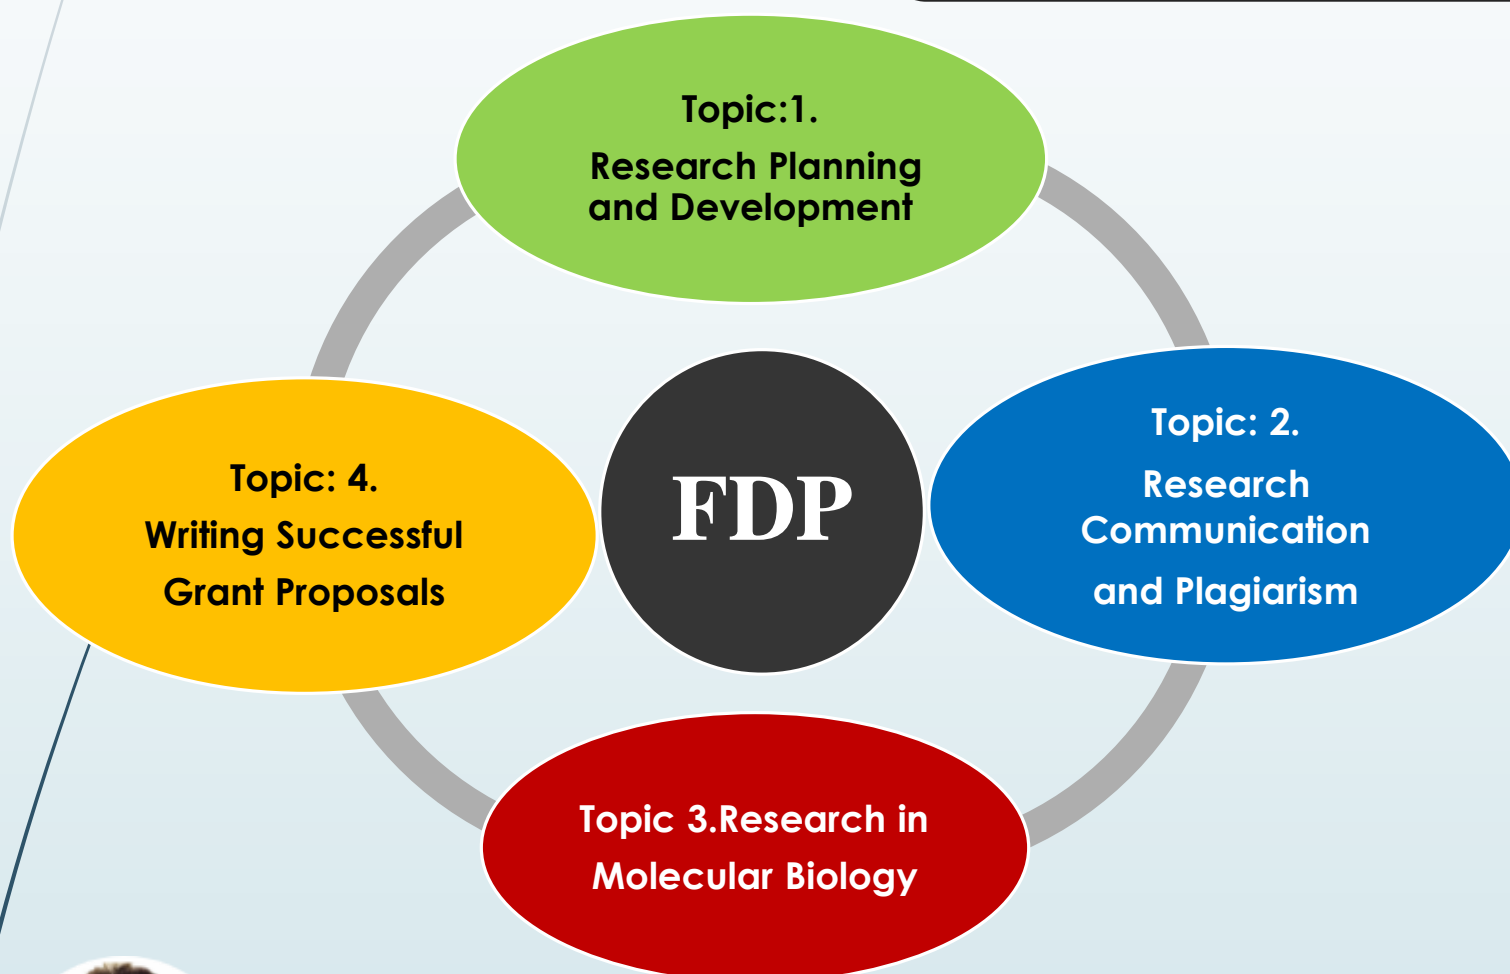 Topic:1.
Research Planning
and Development
Topic: 2.
Research
Communication
and Plagiarism
FDP
Topic: 4.
Writing Successful
Grant Proposals
Topic 3.Research in
Molecular Biology